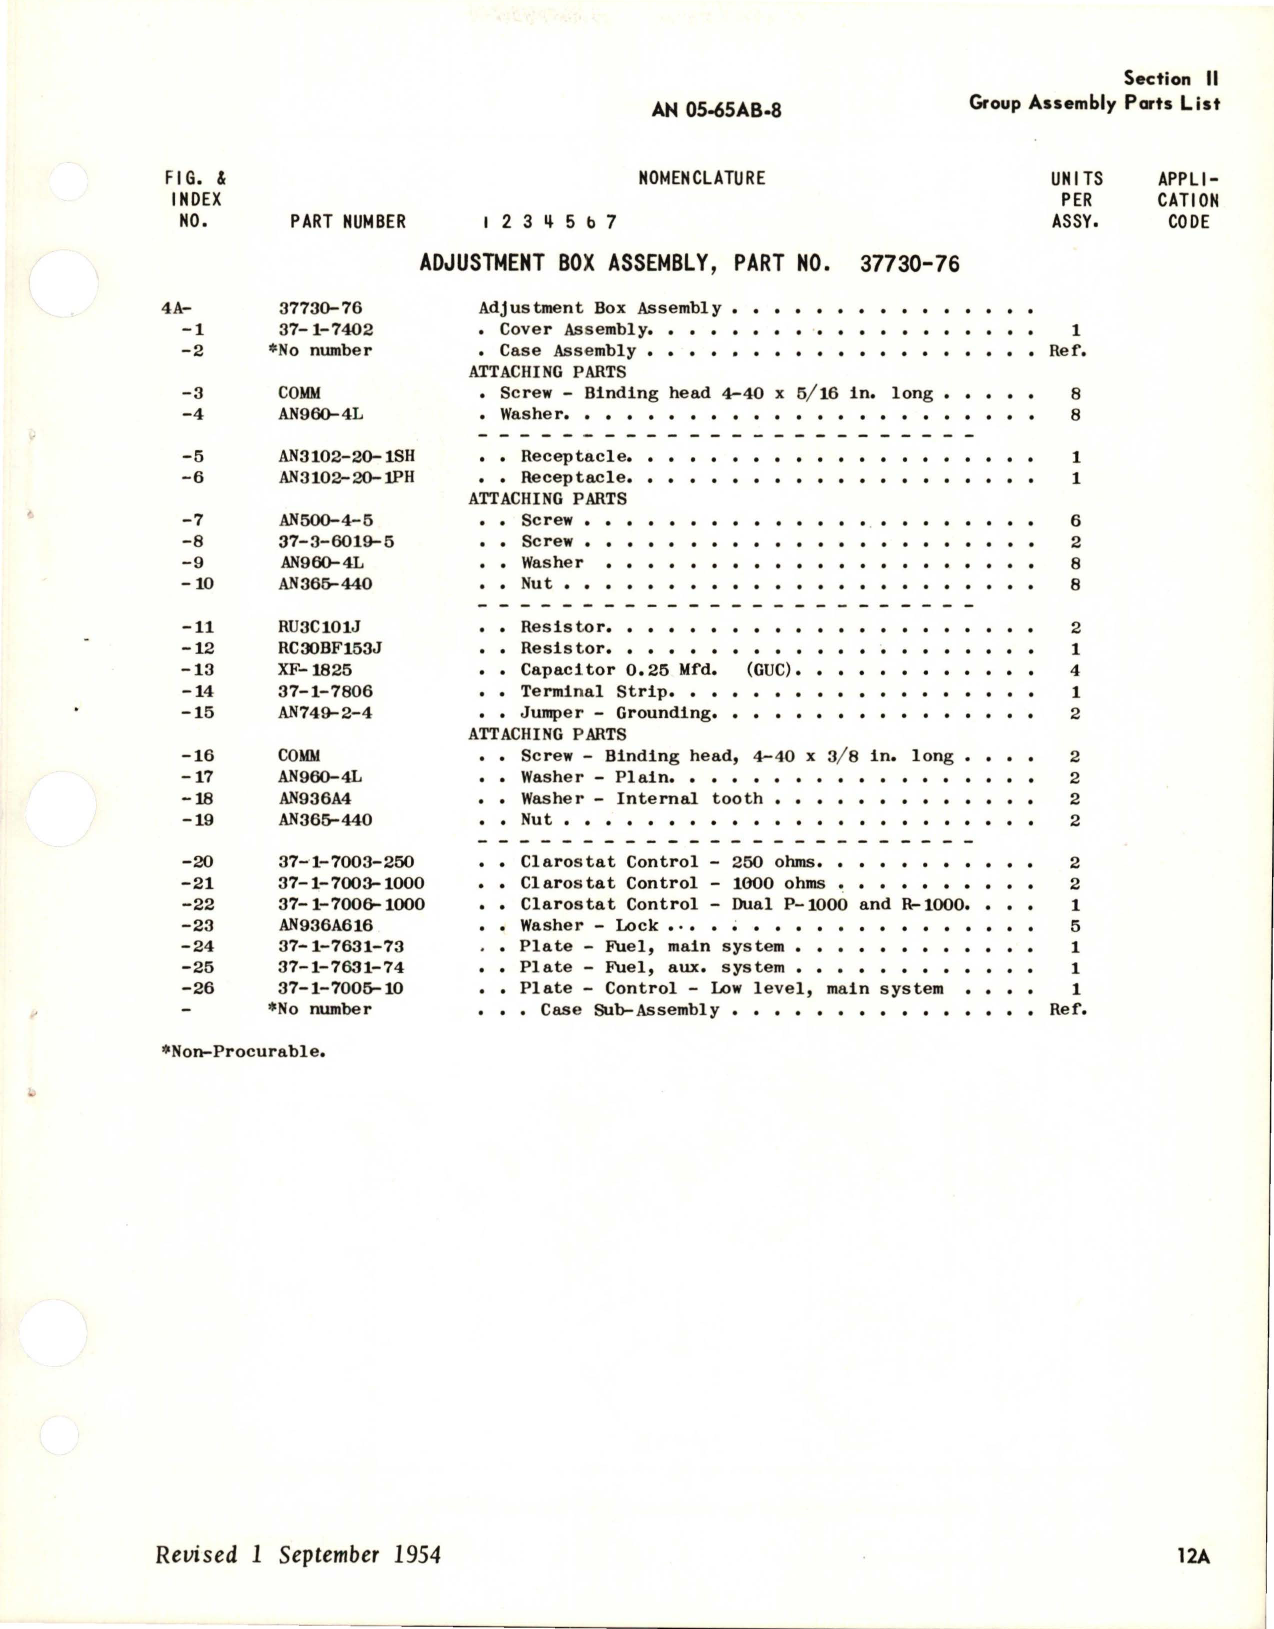 Section II
AN 05-65AB-8
Group Assembly Parts List
FIG. & INDEX NO. PART NUMBER NOMENCLATURE 1 2 3 4 5 6 7 UNITS PER ASSY. APPLI-CATION CODE
ADJUSTMENT BOX ASSEMBLY, PART NO. 37730-76
4A- 37730-76 Adjustment Box Assembly . . . . . . . . . . . . . . .
-1 37-1-7402 . Cover Assembly. . . . . . . . . . . . . . . . . . . 1
-2 *No number . Case Assembly . . . . . . . . . . . . . . . . . . . Ref.
ATTACHING PARTS
-3 COMM . Screw - Binding head 4-40 x 5/16 in. long . . . . . 8
-4 AN960-4L . Washer. . . . . . . . . . . . . . . . . . . . . . . 8
- - - - - - - - - - - - - - - - - - - - - - - -
-5 AN3102-20-1SH . . Receptacle. . . . . . . . . . . . . . . . . . . . 1
-6 AN3102-20-1PH . . Receptacle. . . . . . . . . . . . . . . . . . . . 1
ATTACHING PARTS
-7 AN500-4-5 . . Screw . . . . . . . . . . . . . . . . . . . . . . 6
-8 37-3-6019-5 . . Screw . . . . . . . . . . . . . . . . . . . . . . 2
-9 AN960-4L . . Washer . . . . . . . . . . . . . . . . . . . . . 8
-10 AN365-440 . . Nut . . . . . . . . . . . . . . . . . . . . . . . 8
- - - - - - - - - - - - - - - - - - - - - - - -
-11 RU3C101J . . Resistor. . . . . . . . . . . . . . . . . . . . . 2
-12 RC30BF153J . . Resistor. . . . . . . . . . . . . . . . . . . . . 1
-13 XF-1825 . . Capacitor 0.25 Mfd. (GUC). . . . . . . . . . . . 4
-14 37-1-7806 . . Terminal Strip. . . . . . . . . . . . . . . . . . 1
-15 AN749-2-4 . . Jumper - Grounding. . . . . . . . . . . . . . . . 2
ATTACHING PARTS
-16 COMM . . Screw - Binding head, 4-40 x 3/8 in. long . . . . 2
-17 AN960-4L . . Washer - Plain. . . . . . . . . . . . . . . . . . 2
-18 AN936A4 . . Washer - Internal tooth . . . . . . . . . . . . . 2
-19 AN365-440 . . Nut . . . . . . . . . . . . . . . . . . . . . . . 2
- - - - - - - - - - - - - - - - - - - - - - - -
-20 37-1-7003-250 . . Clarostat Control - 250 ohms. . . . . . . . . . . 2
-21 37-1-7003-1000 . . Clarostat Control - 1000 ohms . . . . . . . . . . 2
-22 37-1-7006-1000 . . Clarostat Control - Dual P-1000 and R-1000. . . . 1
-23 AN936A616 . . Washer - Lock . . . . . . . . . . . . . . . . . . 5
-24 37-1-7631-73 . . Plate - Fuel, main system . . . . . . . . . . . . 1
-25 37-1-7631-74 . . Plate - Fuel, aux. system . . . . . . . . . . . . 1
-26 37-1-7005-10 . . Plate - Control - Low level, main system . . . . 1
- *No number . . . Case Sub-Assembly . . . . . . . . . . . . . . . Ref.
*Non-Procurable.
Revised 1 September 1954
12A